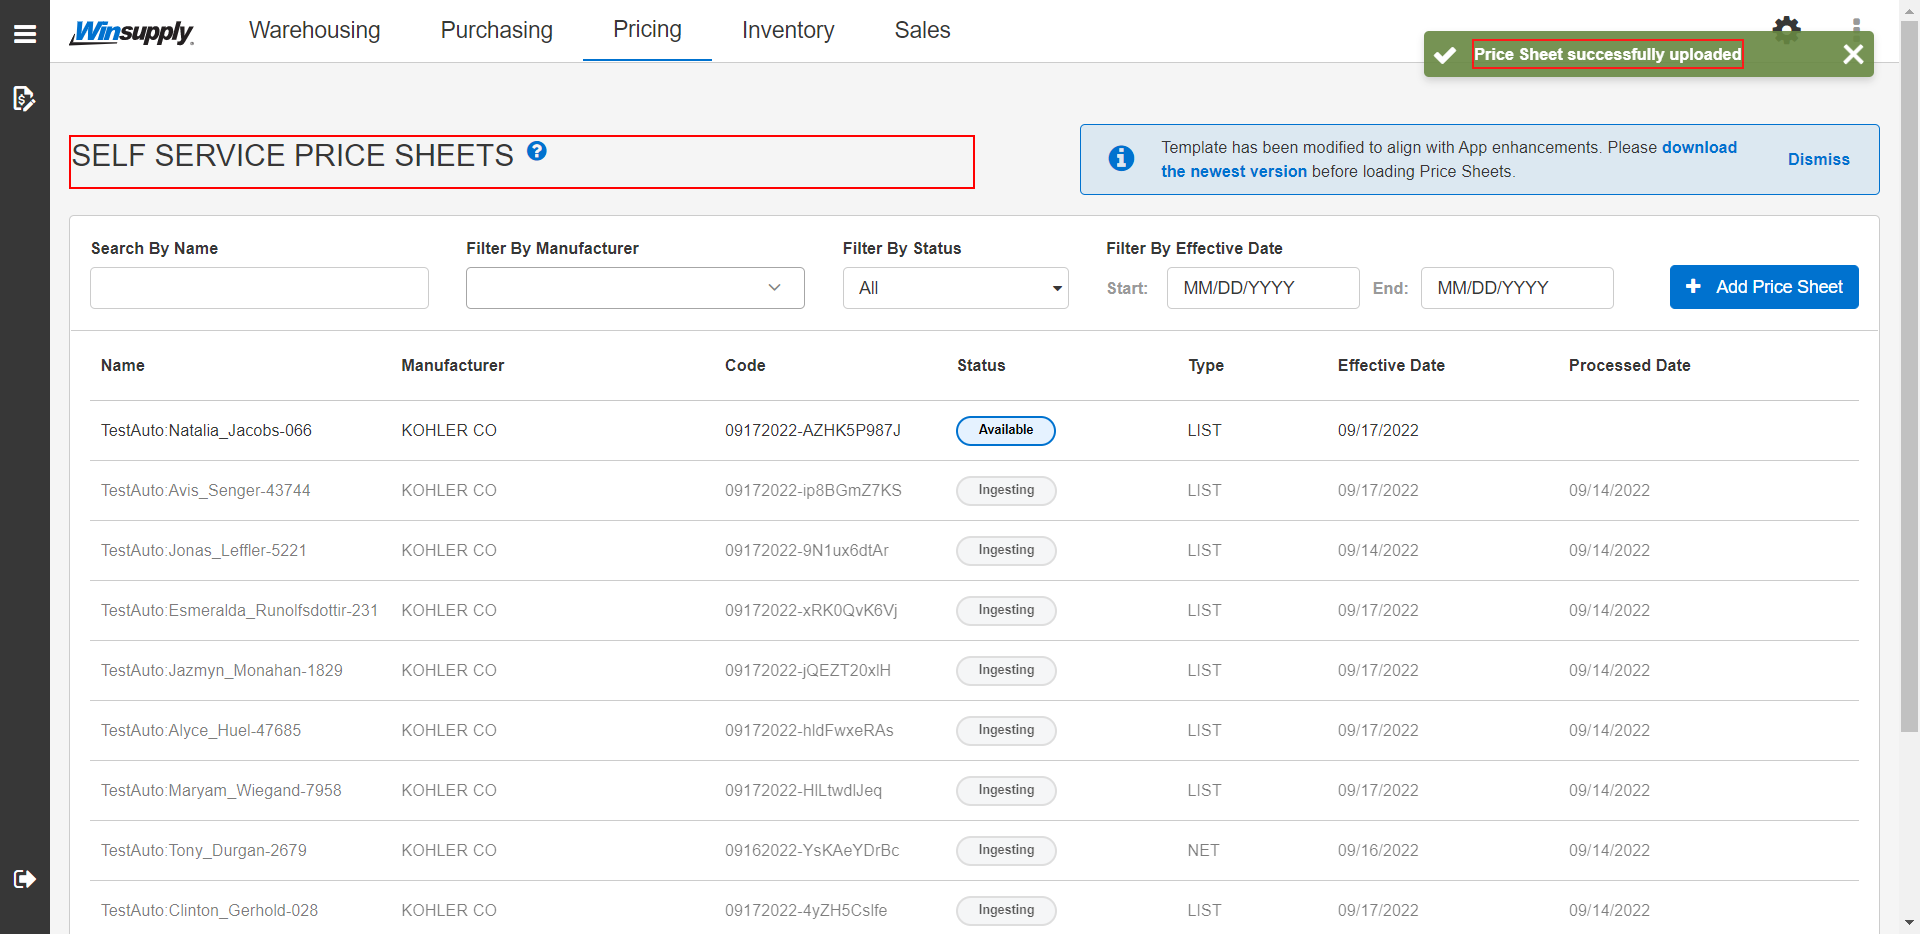 Winsupply Warehousing Purchasing Pricing Inventory Sales
Price Sheet successfully uploaded
SELF SERVICE PRICE SHEETS
Template has been modified to align with App enhancements. Please download
the newest version before loading Price Sheets.
Dismiss
Search By Name Filter By Manufacturer Filter By Status Filter By Effective Date
All Start: MM/DD/YYYY End: MM/DD/YYYY Add Price Sheet
Name Manufacturer Code Status Type Effective Date Processed Date
TestAuto:Natalia_Jacobs-066 KOHLER CO 09172022-AZHK5P987J Available LIST 09/17/2022
TestAuto:Avis_Senger-43744 KOHLER CO 09172022-ip8BGmZ7KS Ingesting LIST 09/17/2022 09/14/2022
TestAuto:Jonas_Leffler-5221 KOHLER CO 09172022-9N1ux6dtAr Ingesting LIST 09/14/2022 09/14/2022
TestAuto:Esmeralda_Runolfsdottir-231 KOHLER CO 09172022-xRK0QvK6Vj Ingesting LIST 09/17/2022 09/14/2022
TestAuto:Jazmyn_Monahan-1829 KOHLER CO 09172022-jQEZT20xlH Ingesting LIST 09/17/2022 09/14/2022
TestAuto:Alyce_Huel-47685 KOHLER CO 09172022-hldFwxeRAs Ingesting LIST 09/17/2022 09/14/2022
TestAuto:Maryam_Wiegand-7958 KOHLER CO 09172022-HlLtwdlJeq Ingesting LIST 09/17/2022 09/14/2022
TestAuto:Tony_Durgan-2679 KOHLER CO 09162022-YsKAeYDrBc Ingesting NET 09/16/2022 09/14/2022
TestAuto:Clinton_Gerhold-028 KOHLER CO 09172022-4yZH5Cslfe Ingesting LIST 09/17/2022 09/14/2022